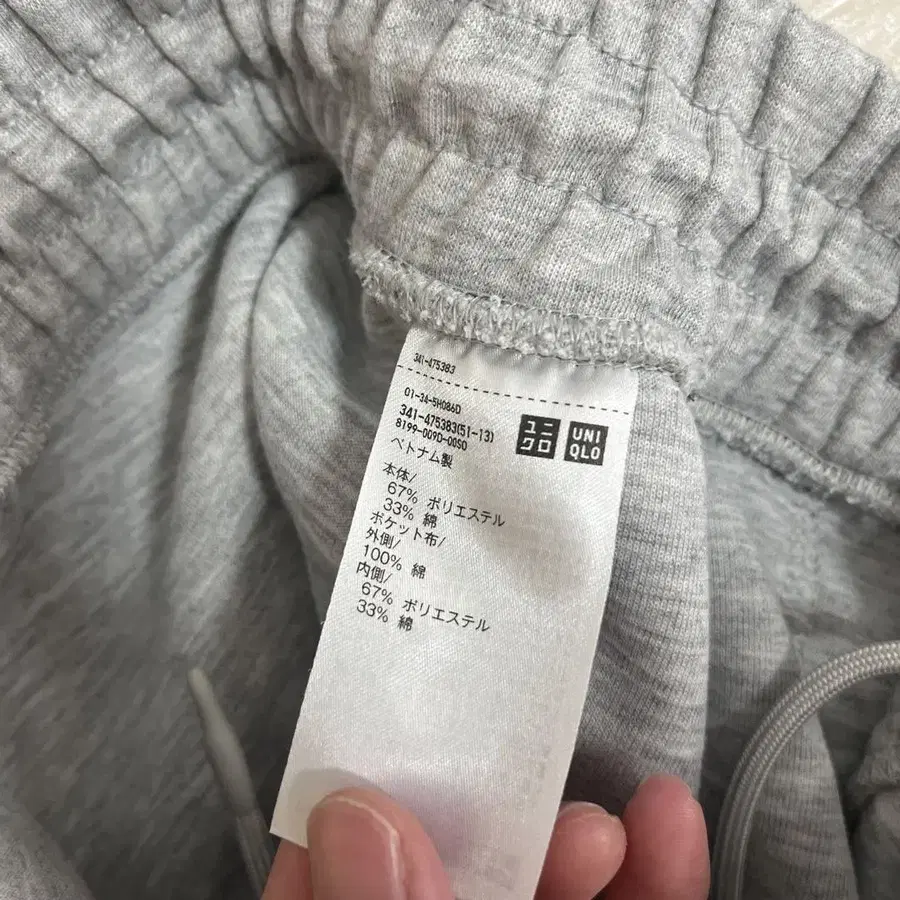 341-475383
01-34-5H086D
341-475383(51-13)
8199-009D-00S0
ユニクロ
UNIQLO
ベトナム製
本体/
67% ポリエステル
33% 綿
ポケット布/
外側/
100% 綿
内側/
67% ポリエステル
33% 綿